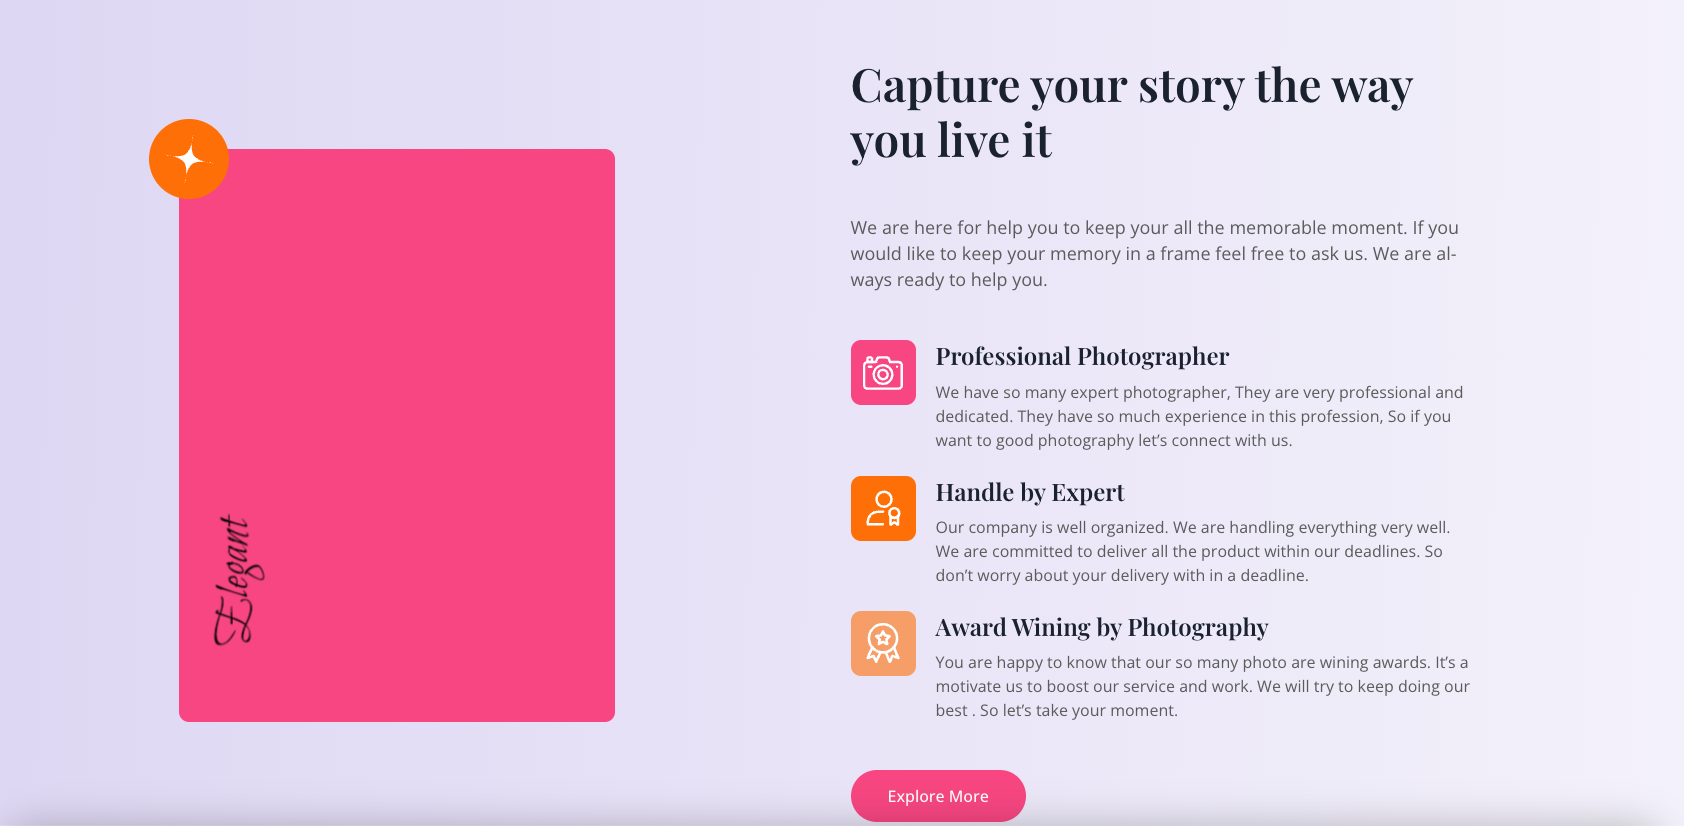 Capture your story the way
you live it
We are here for help you to keep your all the memorable moment. If you
would like to keep your memory in a frame feel free to ask us. We are al-
ways ready to help you.
Professional Photographer
We have so many expert photographer, They are very professional and
dedicated. They have so much experience in this profession, So if you
want to good photography let’s connect with us.
Handle by Expert
Our company is well organized. We are handling everything very well.
We are committed to deliver all the product within our deadlines. So
don’t worry about your delivery with in a deadline.
Award Wining by Photography
You are happy to know that our so many photo are wining awards. It’s a
motivate us to boost our service and work. We will try to keep doing our
best . So let’s take your moment.
Explore More
Elegant